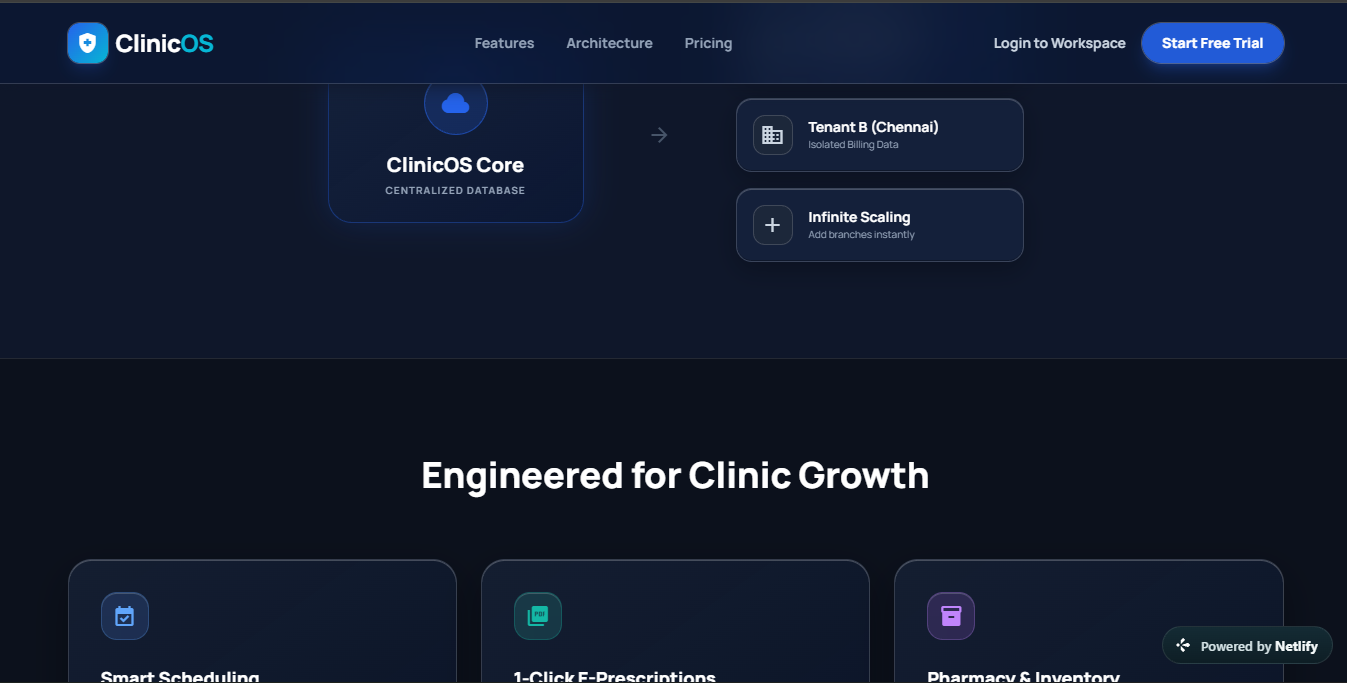 ClinicOS
Features
Architecture
Pricing
Login to Workspace
Start Free Trial
ClinicOS Core
CENTRALIZED DATABASE
Tenant B (Chennai)
Isolated Billing Data
Infinite Scaling
Add branches instantly
Engineered for Clinic Growth
PDF
Smart Scheduling
1-Click E-Prescriptions
Pharmacy & Inventory
Powered by Netlify